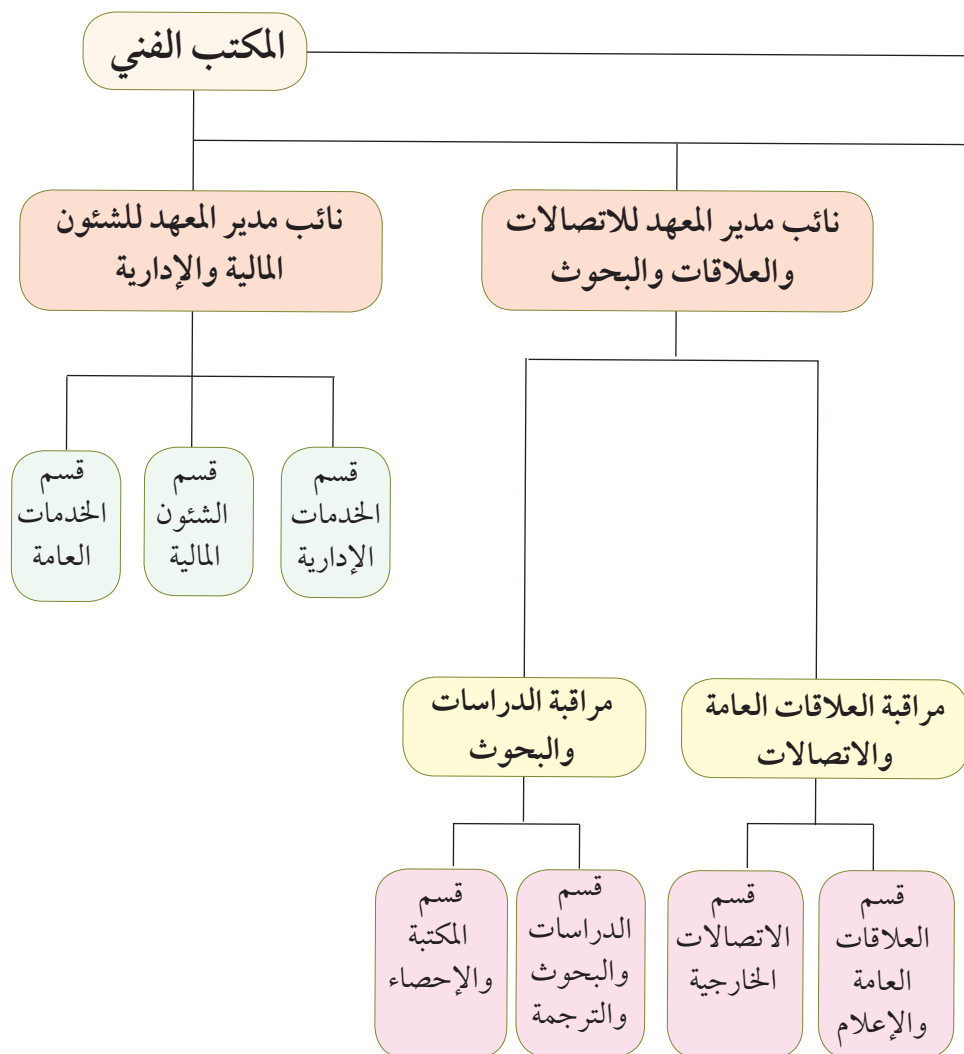 المكتب الفني
نائب مدير المعهد للاتصالات
والعلاقات والبحوث
نائب مدير المعهد للشئون
المالية والإدارية
قسم
الخدمات
الإدارية
قسم
الشئون
المالية
قسم
الخدمات
العامة
مراقبة العلاقات العامة
والاتصالات
مراقبة الدراسات
والبحوث
قسم
العلاقات
العامة
والإعلام
قسم
الاتصالات
الخارجية
قسم
الدراسات
والبحوث
والترجمة
قسم
المكتبة
والإحصاء